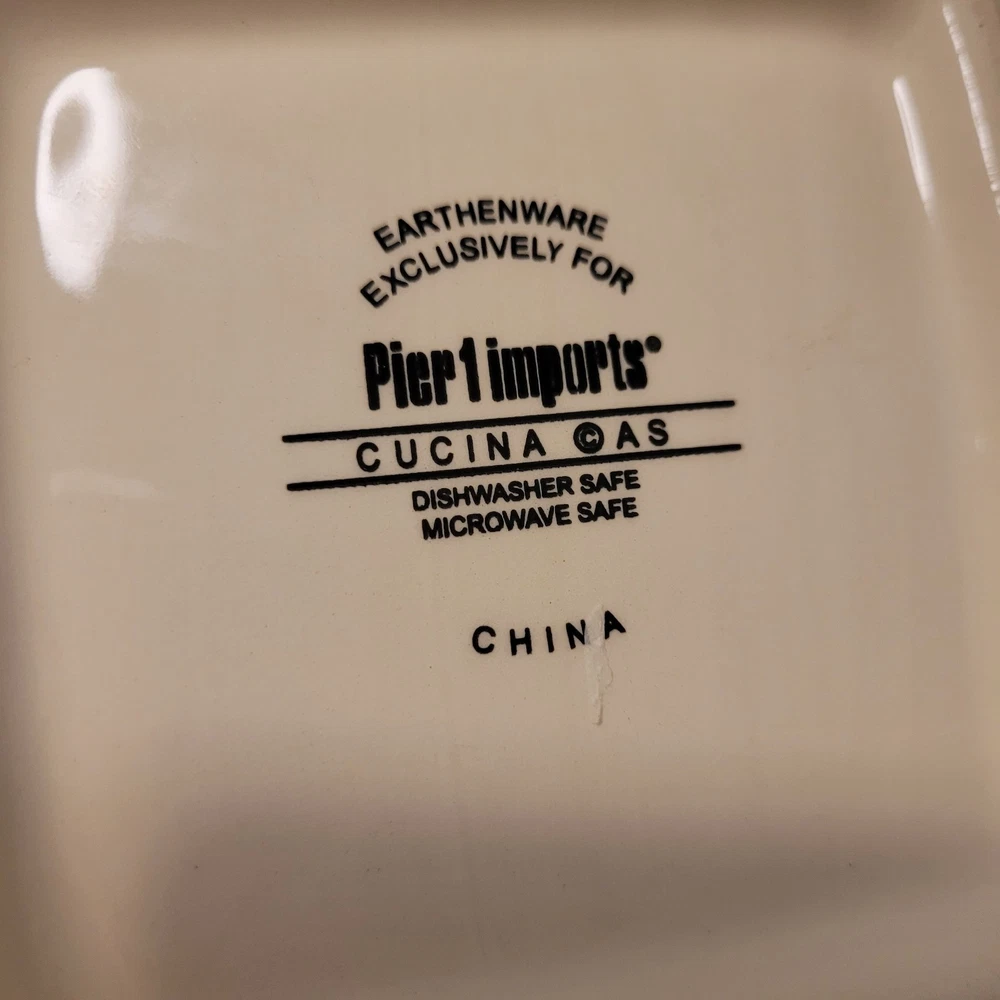 EARTHENWARE
EXCLUSIVELY FOR
Pier 1 imports®
CUCINA ©AS
DISHWASHER SAFE
MICROWAVE SAFE
CHINA